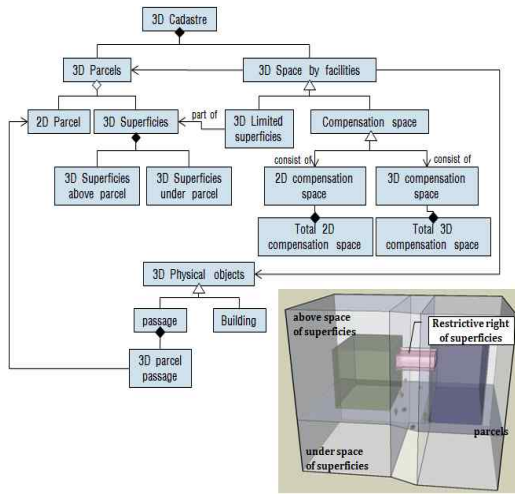 3D Cadastre
3D Parcels
3D Space by facilities
2D Parcel
3D Superficies
part of
3D Limited
superficies
Compensation space
consist of
consist of
3D Superficies
above parcel
3D Superficies
under parcel
2D compensation
space
3D compensation
space
Total 2D
compensation space
Total 3D
compensation space
3D Physical objects
passage
Building
3D parcel
passage
above space
of superficies
Restrictive right
of superficies
parcels
under space
of superficies